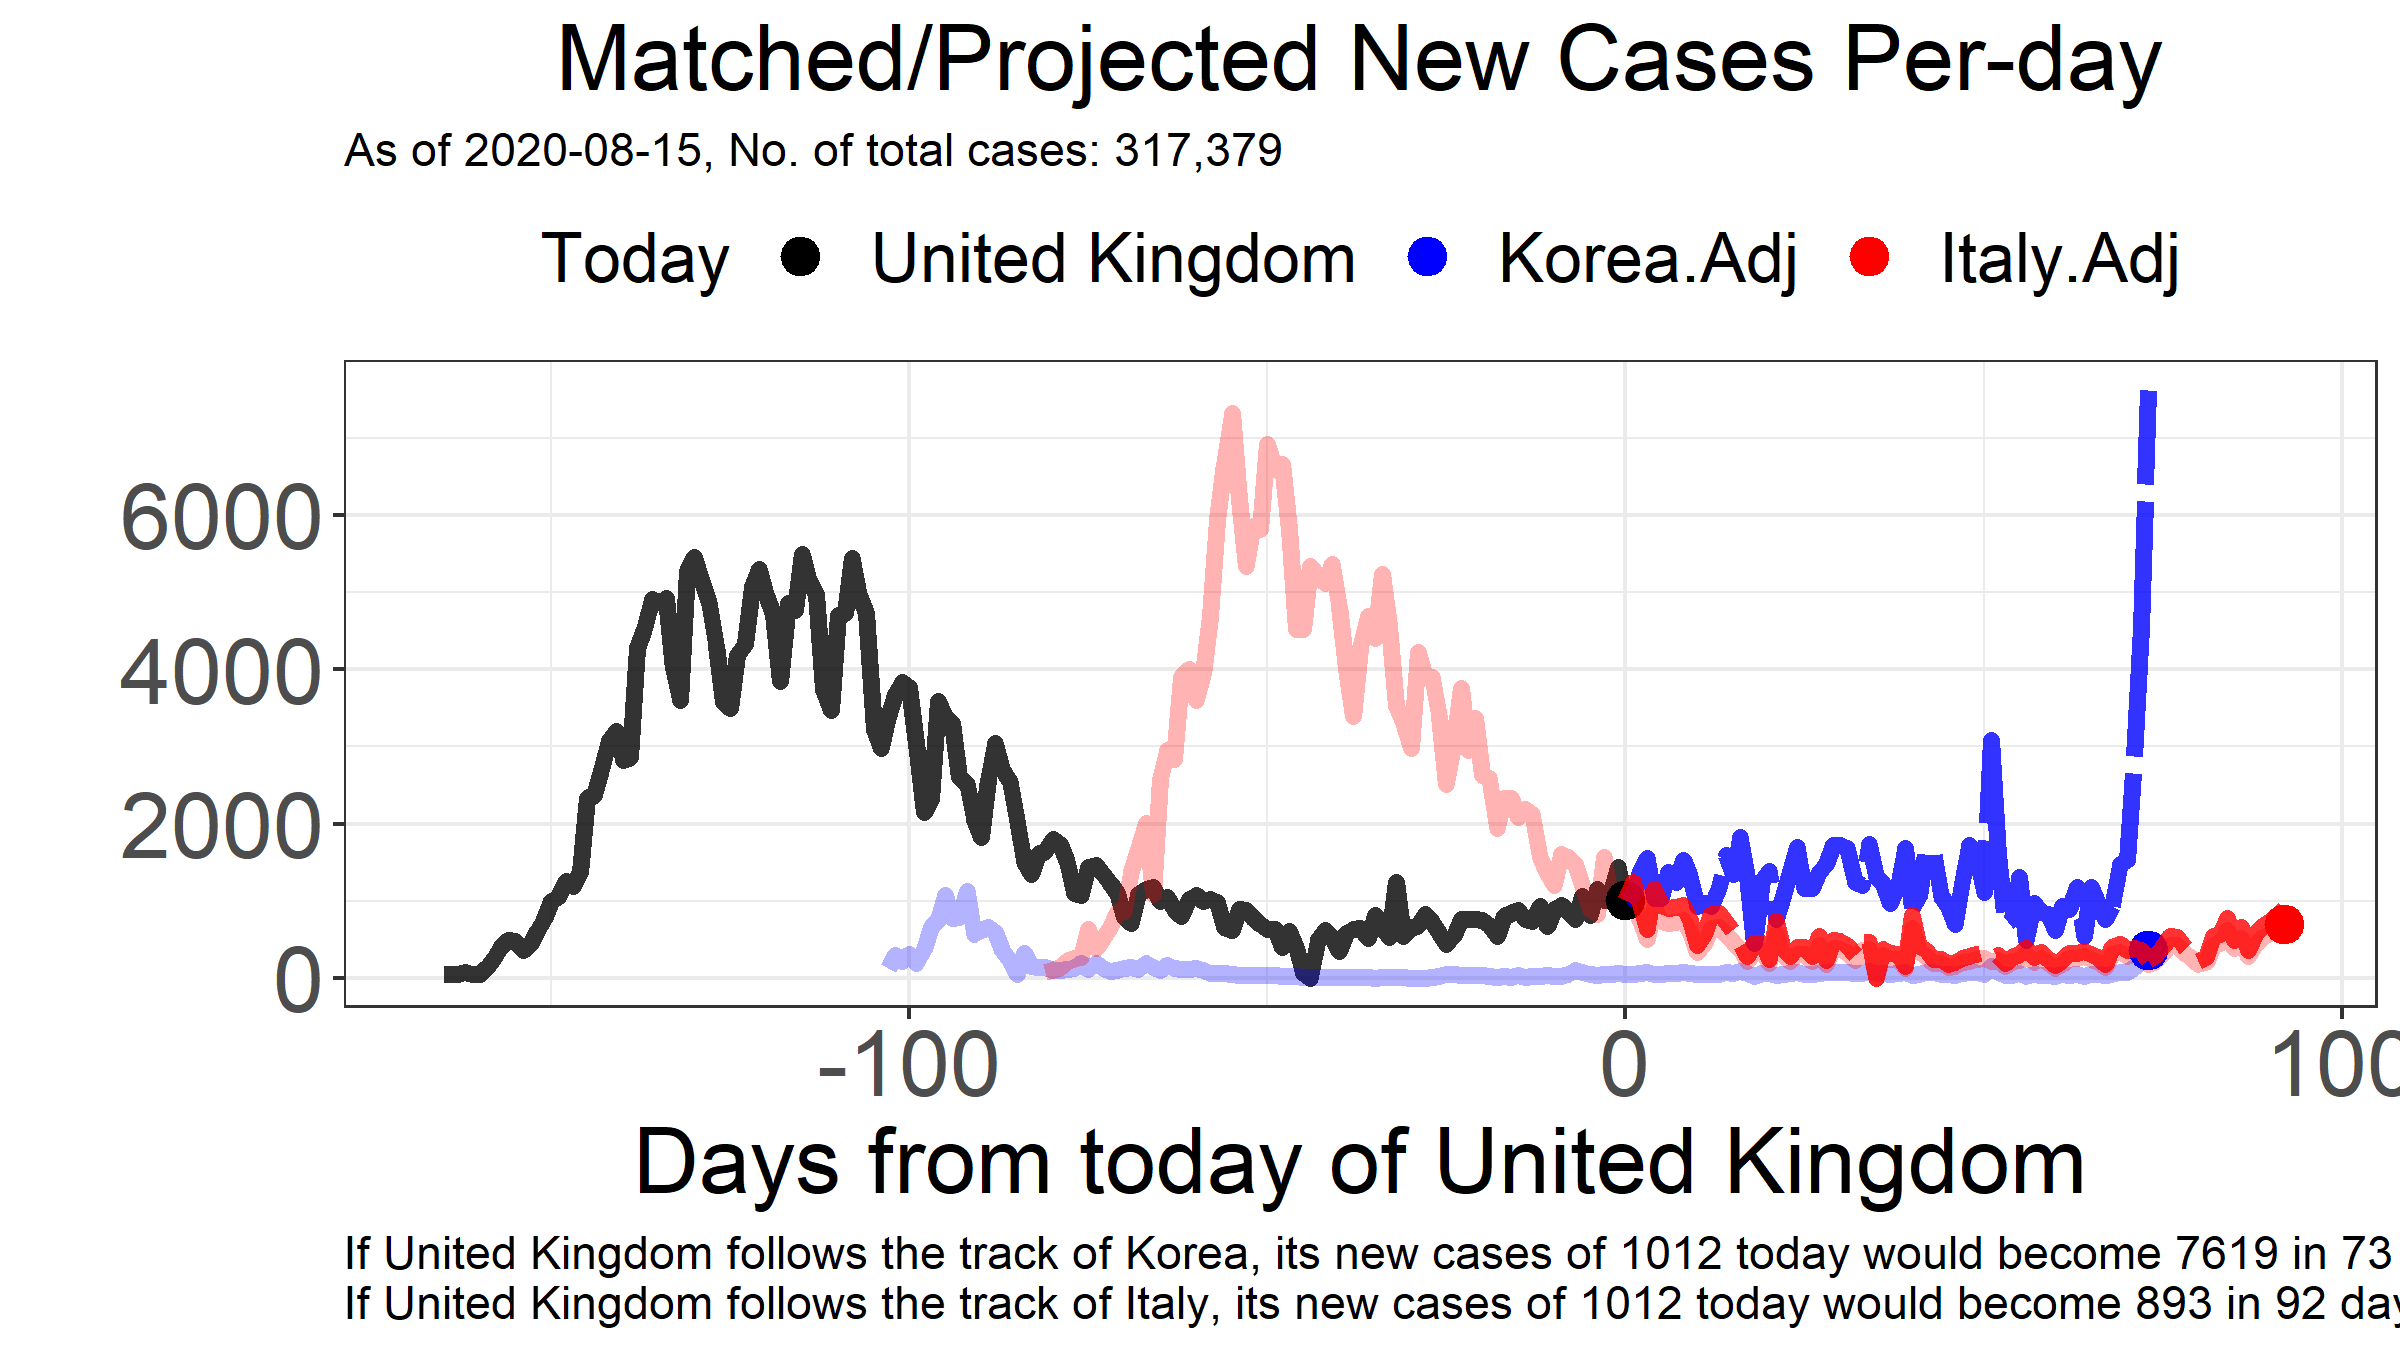 Matched/Projected New Cases Per-day
As of 2020-08-15, No. of total cases: 317,379
Today United Kingdom Korea.Adj Italy.Adj
6000
4000
2000
0
-100 0 100
Days from today of United Kingdom
If United Kingdom follows the track of Korea, its new cases of 1012 today would become 7619 in 73
If United Kingdom follows the track of Italy, its new cases of 1012 today would become 893 in 92 day